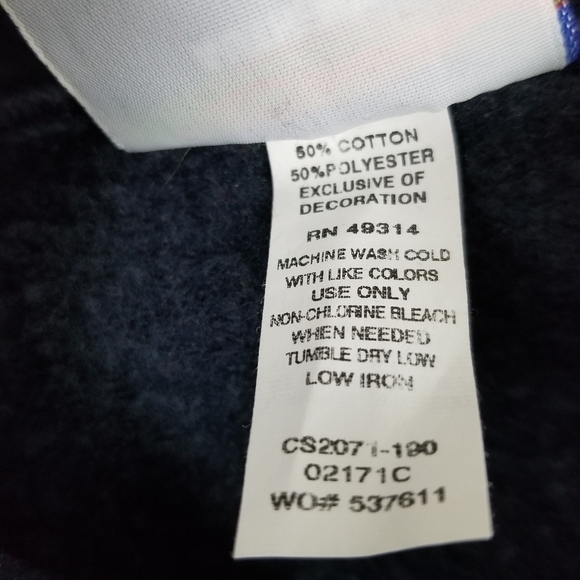 50% COTTON
50%POLYESTER
EXCLUSIVE OF
DECORATION
RN 49314
MACHINE WASH COLD
WITH LIKE COLORS
USE ONLY
NON-CHLORINE BLEACH
WHEN NEEDED
TUMBLE DRY LOW
LOW IRON
CS2071-190
02171C
WO# 537611